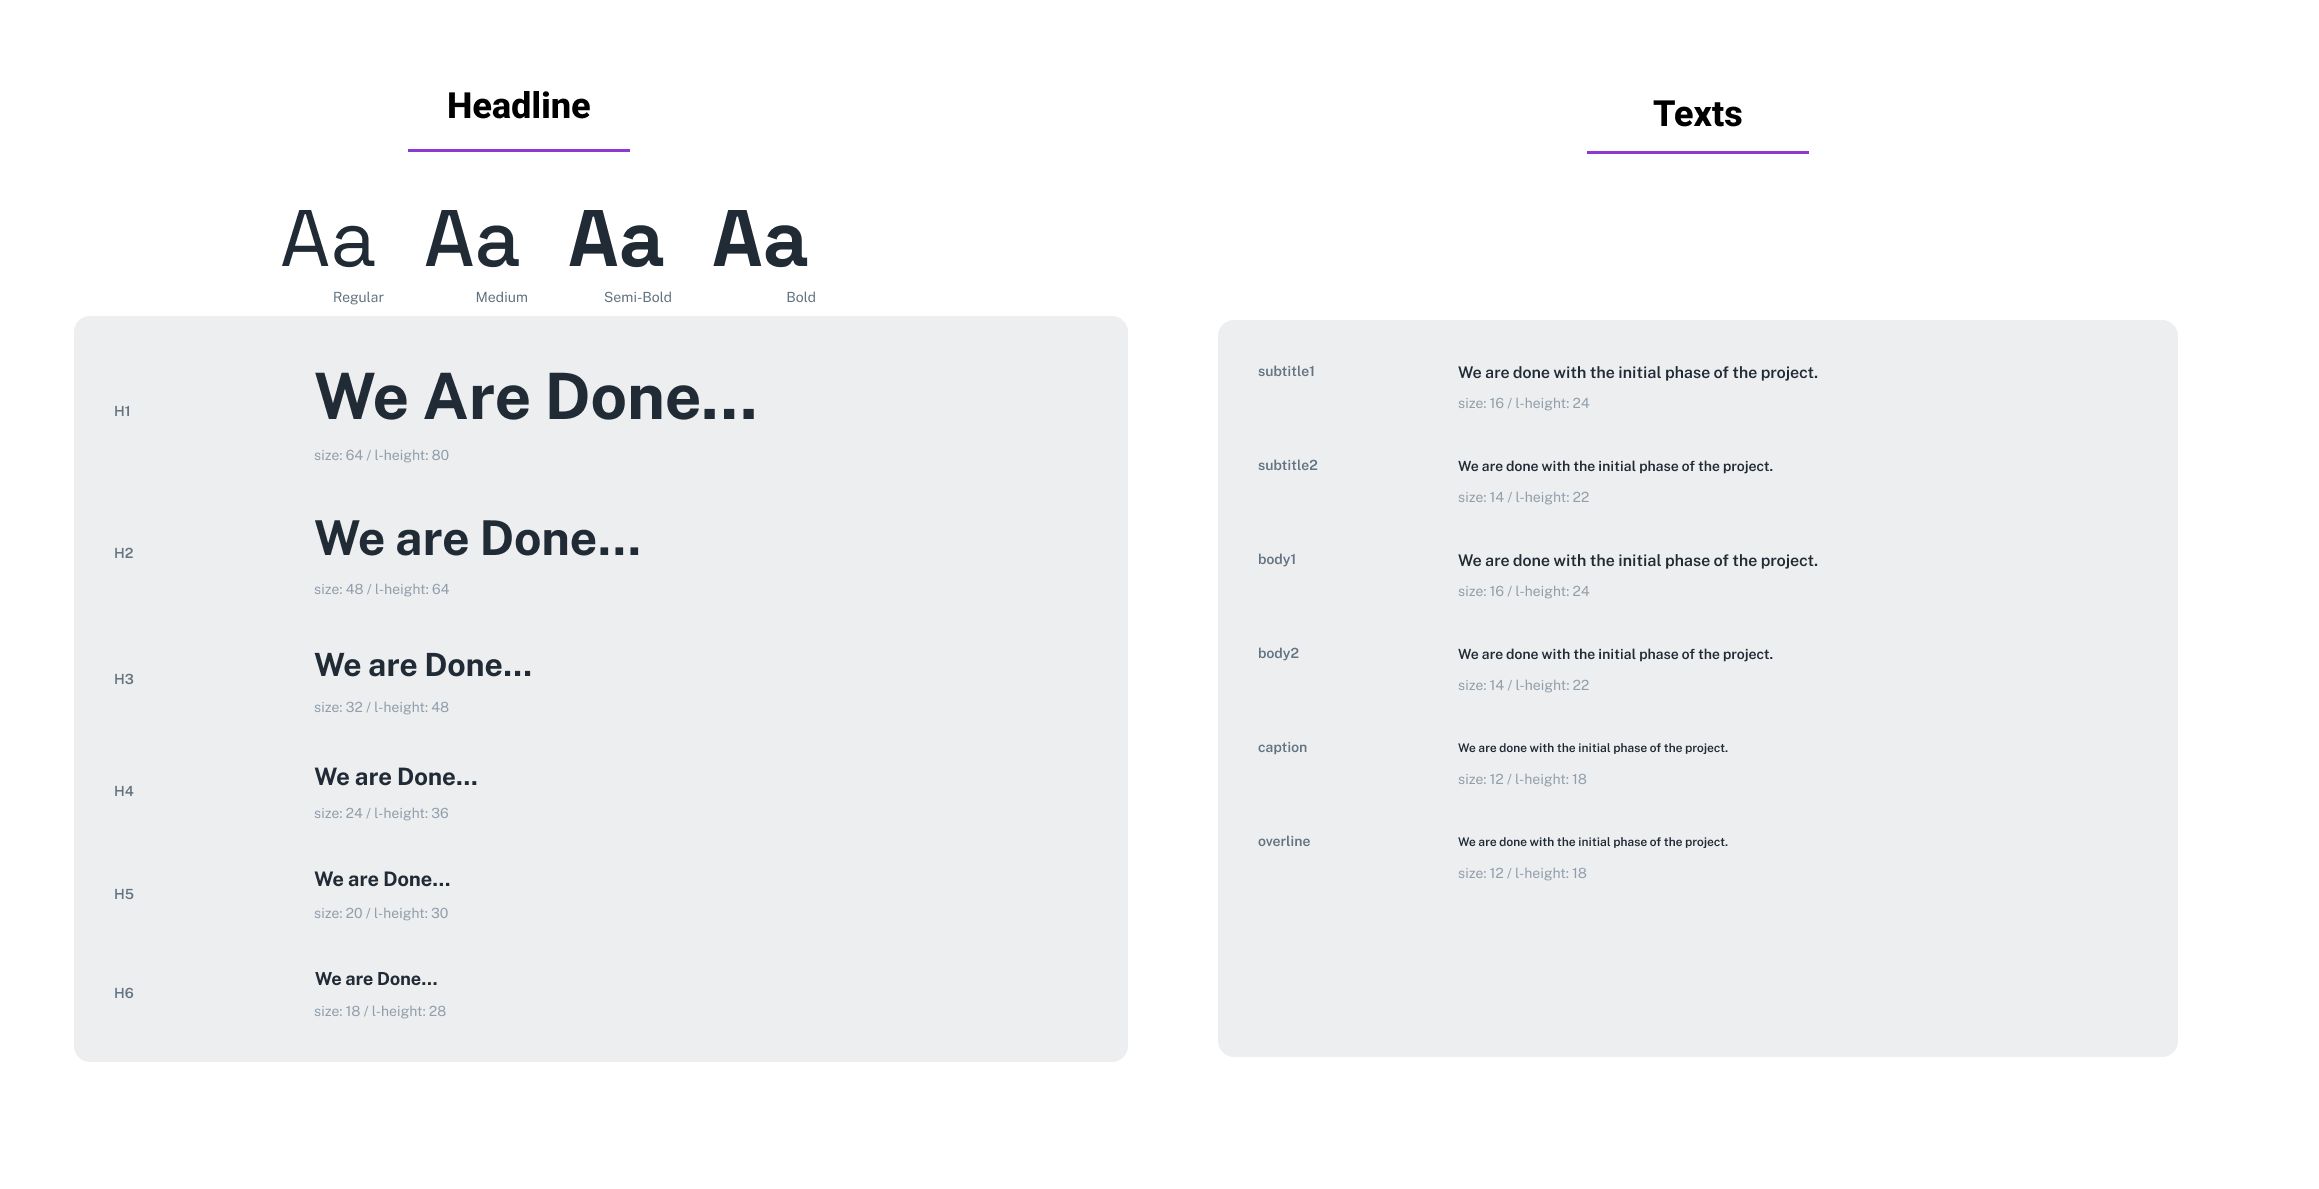 Headline
Aa Aa Aa Aa
Regular Medium Semi-Bold Bold
H1 We Are Done...
size: 64 / l-height: 80
H2 We are Done...
size: 48 / l-height: 64
H3 We are Done...
size: 32 / l-height: 48
H4 We are Done...
size: 24 / l-height: 36
H5 We are Done...
size: 20 / l-height: 30
H6 We are Done...
size: 18 / l-height: 28
Texts
subtitle1 We are done with the initial phase of the project.
size: 16 / l-height: 24
subtitle2 We are done with the initial phase of the project.
size: 14 / l-height: 22
body1 We are done with the initial phase of the project.
size: 16 / l-height: 24
body2 We are done with the initial phase of the project.
size: 14 / l-height: 22
caption We are done with the initial phase of the project.
size: 12 / l-height: 18
overline We are done with the initial phase of the project.
size: 12 / l-height: 18